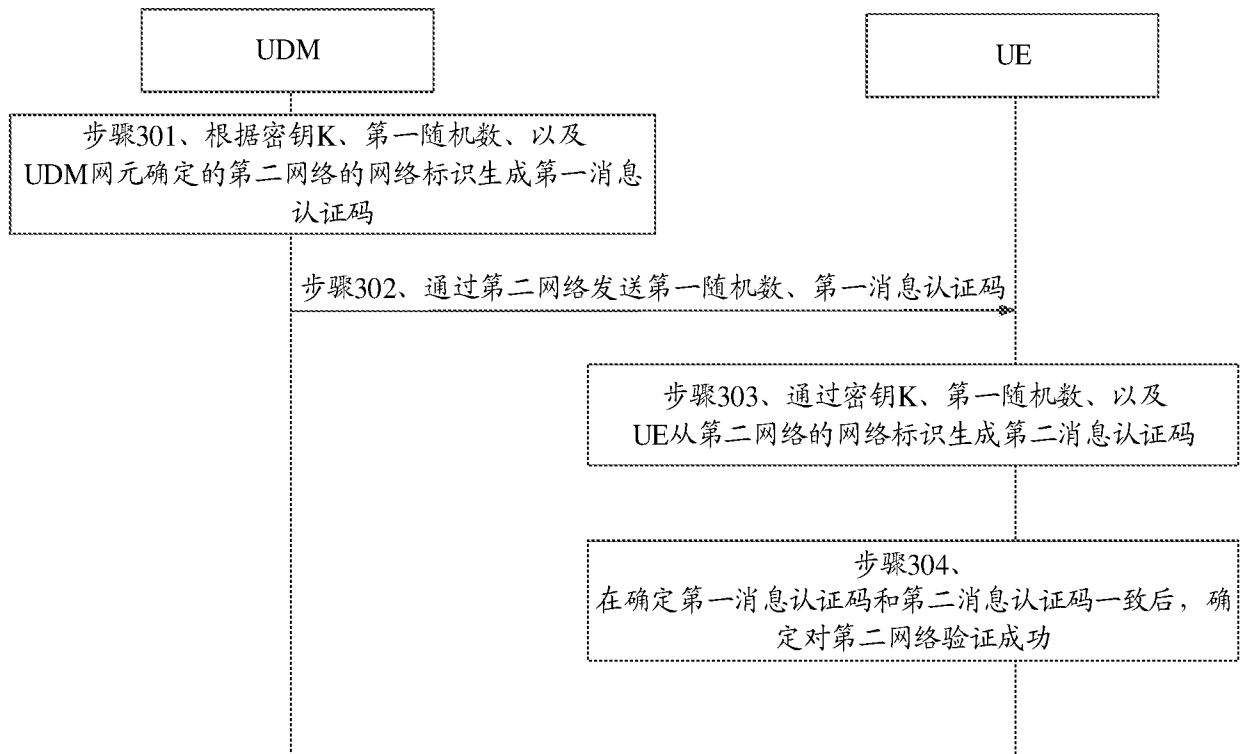 UDM
UE
步骤301、根据密钥K、第一随机数、以及
UDM网元确定的第二网络的网络标识生成第一消息
认证码
步骤302、通过第二网络发送第一随机数、第一消息认证码
步骤303、通过密钥K、第一随机数、以及
UE从第二网络的网络标识生成第二消息认证码
步骤304、
在确定第一消息认证码和第二消息认证码一致后，确
定对第二网络验证成功